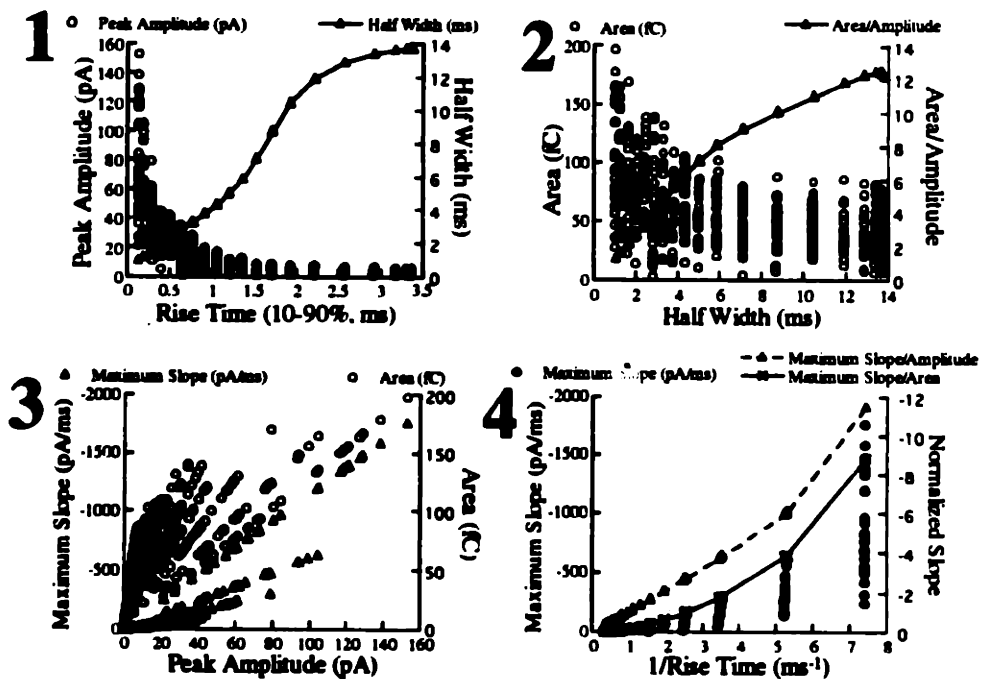 1
Peak Amplitude (pA)
Half Width (ms)
160
140
120
100
80
60
40
20
0
Peak Amplitude (pA)
14
12
10
8
6
4
2
0
Half Width (ms)
0 0.5 1 1.5 2 2.5 3 3.5
Rise Time (10-90%. ms)
2
Area (fC)
Area/Amplitude
200
150
100
50
0
Area (fC)
14
12
10
8
6
4
2
0
Area/Amplitude
0 2 4 6 8 10 12 14
Half Width (ms)
3
Maximum Slope (pA/ms)
Area (fC)
-2000
-1500
-1000
-500
0
Maximum Slope (pA/ms)
200
150
100
50
0
Area (fC)
0 20 40 60 80 100 120 140 160
Peak Amplitude (pA)
4
Maximum Slope/Amplitude
Maximum pe (pA/ms)
Maximum Slope/Area
-2000
-1500
-1000
-500
0
Maximum Slope (pA/ms)
-12
-10
-8
-6
-4
-2
0
Normalized Slope
0 1 2 3 4 5 6 7 8
1/Rise Time (ms-1)